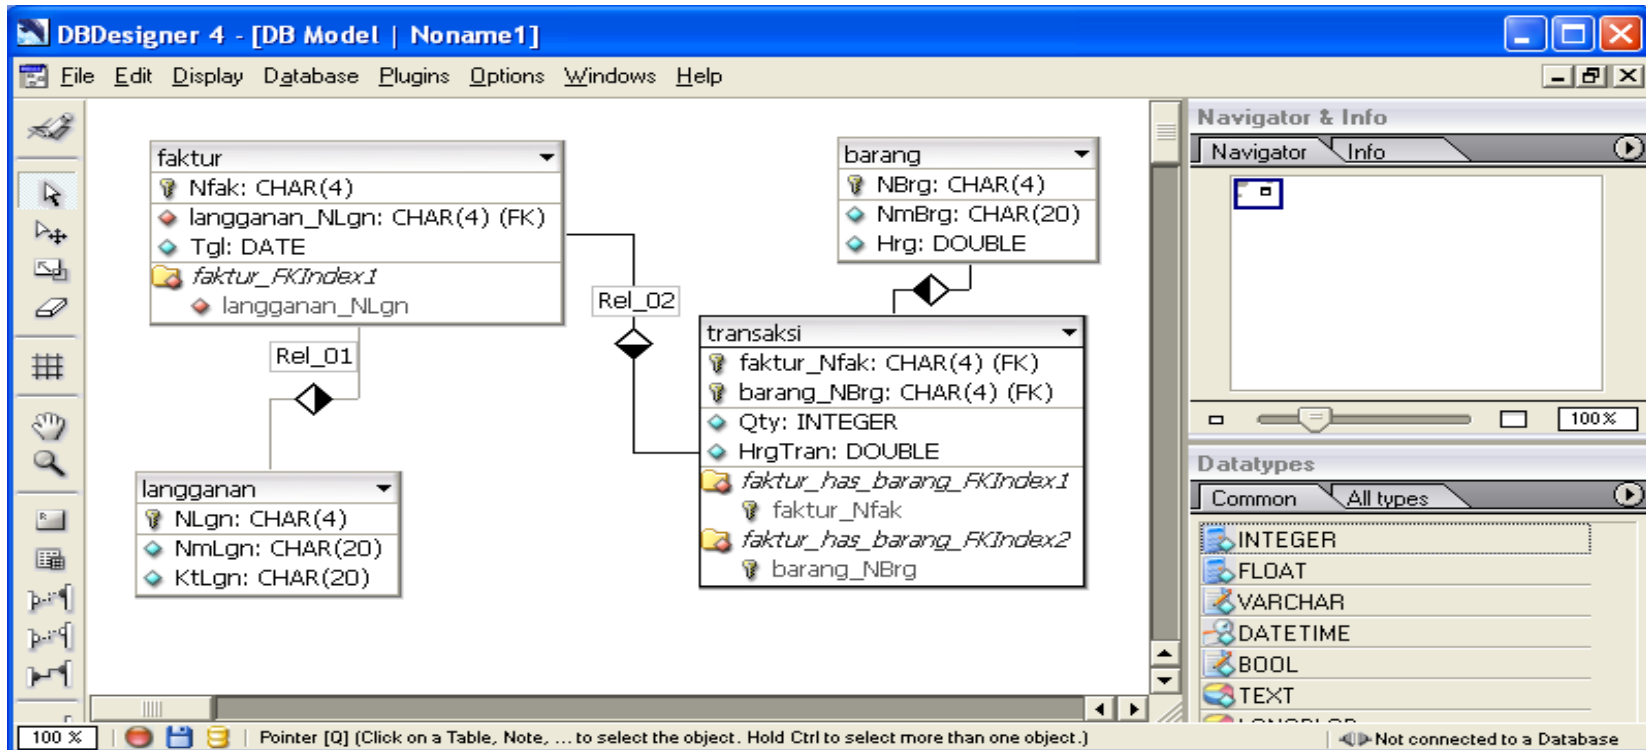 DBDesigner 4 - [DB Model | Noname1]
File Edit Display Database Plugins Options Windows Help
faktur
Nfak: CHAR(4)
langganan_NLgn: CHAR(4) (FK)
Tgl: DATE
faktur_FKIndex1
langganan_NLgn
Rel_01
Rel_02
langganan
NLgn: CHAR(4)
NmLgn: CHAR(20)
KtLgn: CHAR(20)
barang
NBrg: CHAR(4)
NmBrg: CHAR(20)
Hrg: DOUBLE
transaksi
faktur_Nfak: CHAR(4) (FK)
barang_NBrg: CHAR(4) (FK)
Qty: INTEGER
HrgTran: DOUBLE
faktur_has_barang_FKIndex1
faktur_Nfak
faktur_has_barang_FKIndex2
barang_NBrg
Navigator & Info
Navigator Info
100%
Datatypes
Common All types
INTEGER
FLOAT
VARCHAR
DATETIME
BOOL
TEXT
100 % Pointer [Q] (Click on a Table, Note, ... to select the object. Hold Ctrl to select more than one object.) Not connected to a Database